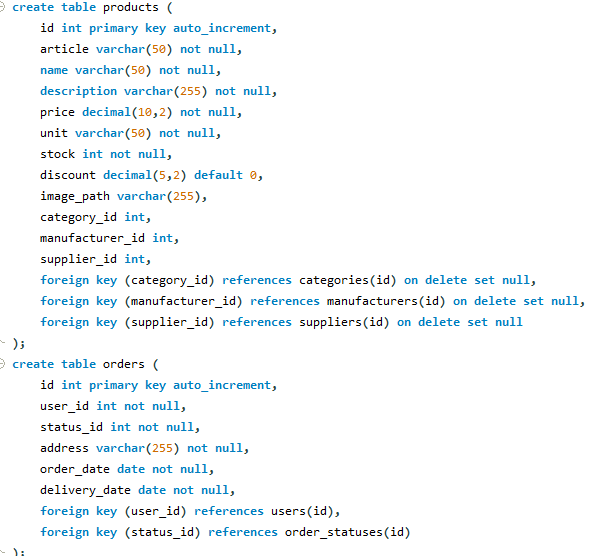 create table products (
id int primary key auto_increment,
article varchar(50) not null,
name varchar(50) not null,
description varchar(255) not null,
price decimal(10,2) not null,
unit varchar(50) not null,
stock int not null,
discount decimal(5,2) default 0,
image_path varchar(255),
category_id int,
manufacturer_id int,
supplier_id int,
foreign key (category_id) references categories(id) on delete set null,
foreign key (manufacturer_id) references manufacturers(id) on delete set null,
foreign key (supplier_id) references suppliers(id) on delete set null
);
create table orders (
id int primary key auto_increment,
user_id int not null,
status_id int not null,
address varchar(255) not null,
order_date date not null,
delivery_date date not null,
foreign key (user_id) references users(id),
foreign key (status_id) references order_statuses(id)
);